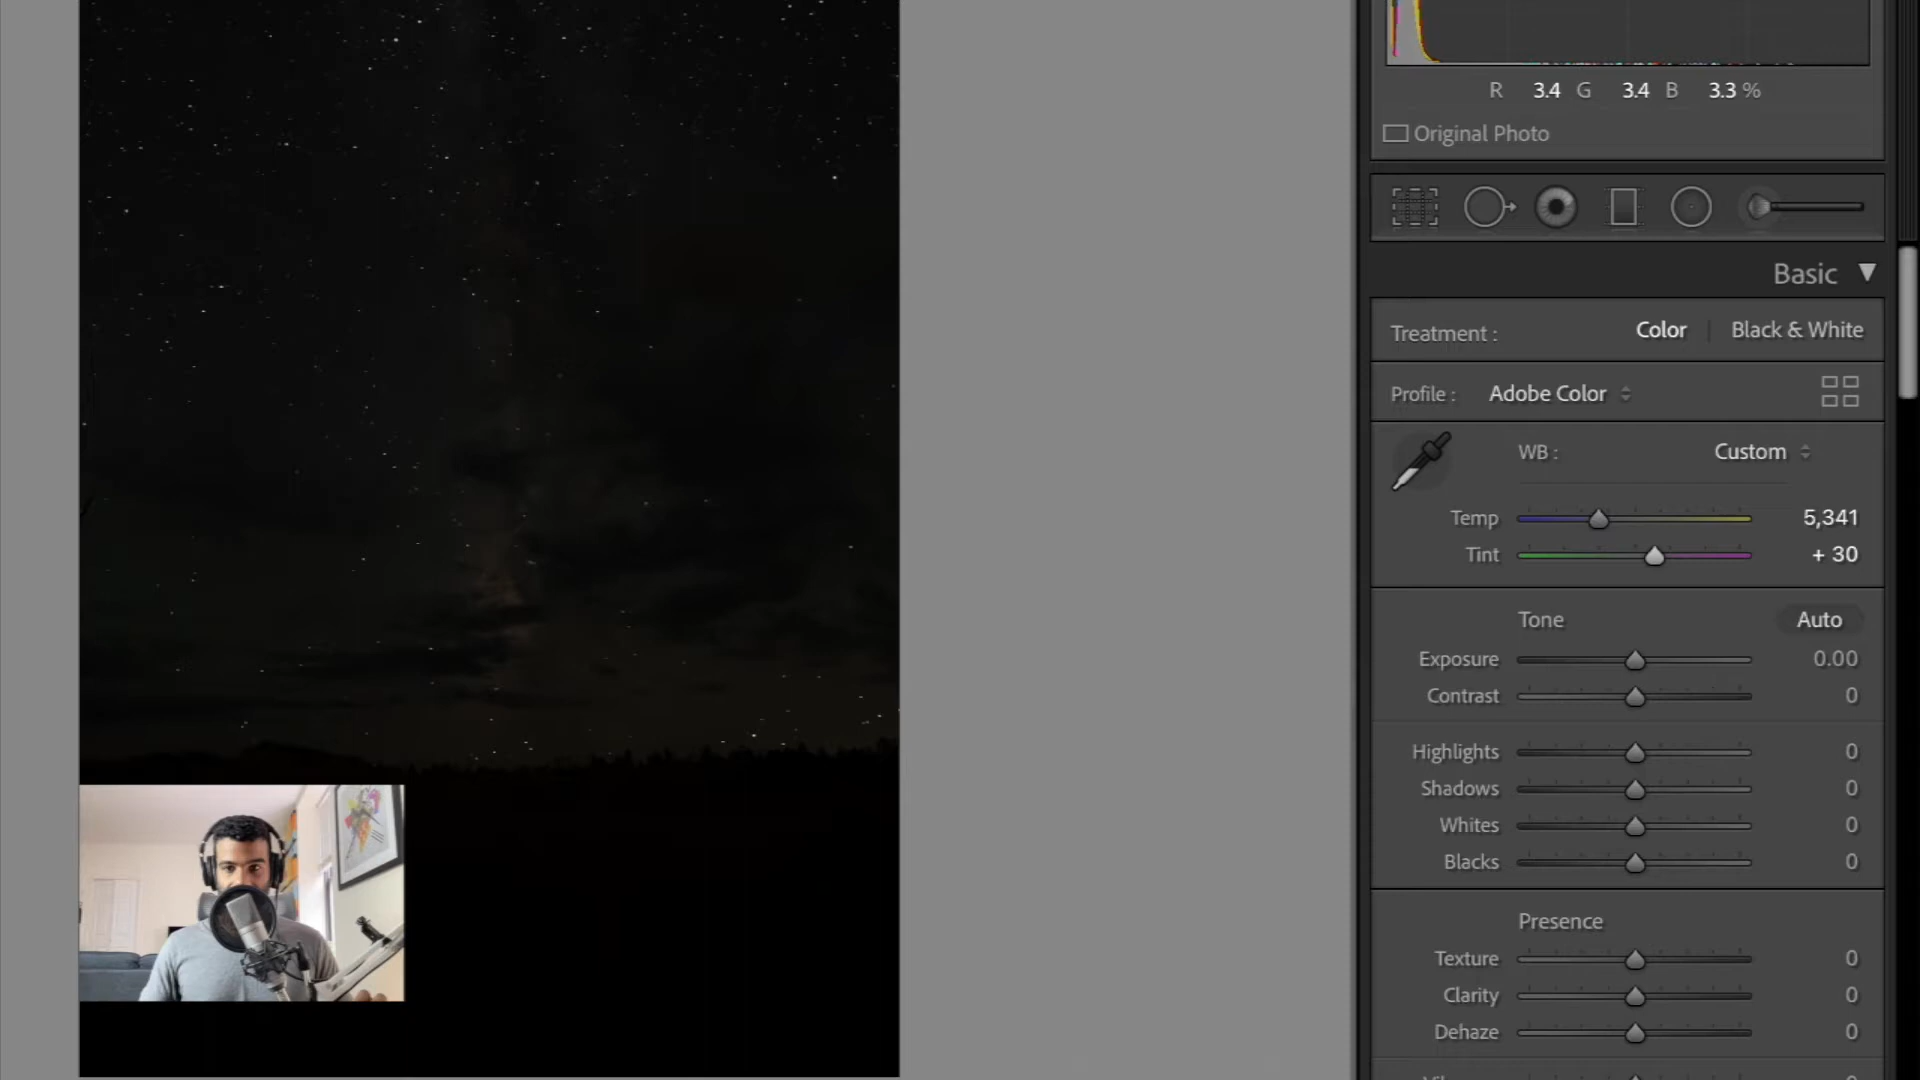 R 3.4 G 3.4 B 3.3 %
Original Photo
Basic
Treatment : Color Black & White
Profile : Adobe Color
WB : Custom
Temp 5,341
Tint + 30
Tone Auto
Exposure 0.00
Contrast 0
Highlights 0
Shadows 0
Whites 0
Blacks 0
Presence
Texture 0
Clarity 0
Dehaze 0